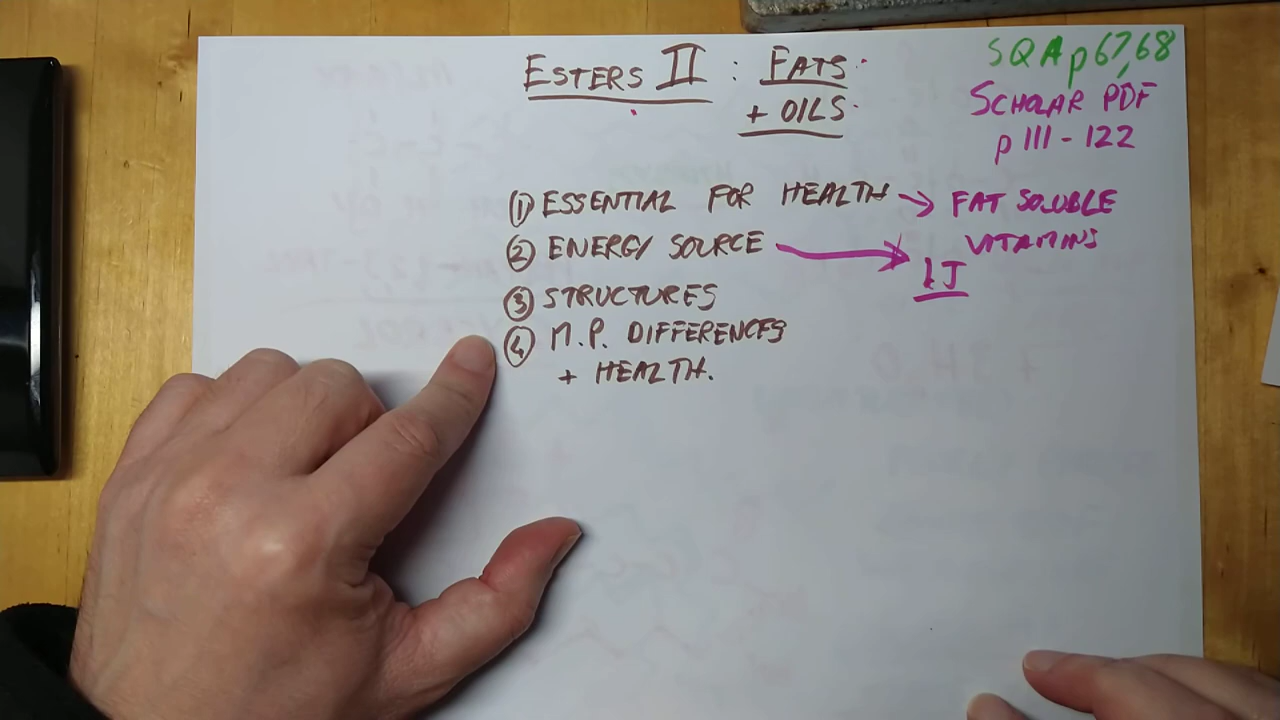 ESTERS II : FATS
+ OILS
SQA p67,68
SCHOLAR PDF
p 111 - 122
① ESSENTIAL FOR HEALTH → FAT SOLUBLE
VITAMINS
② ENERGY SOURCE → kJ
③ STRUCTURES
④ M.P. DIFFERENCES
+ HEALTH.